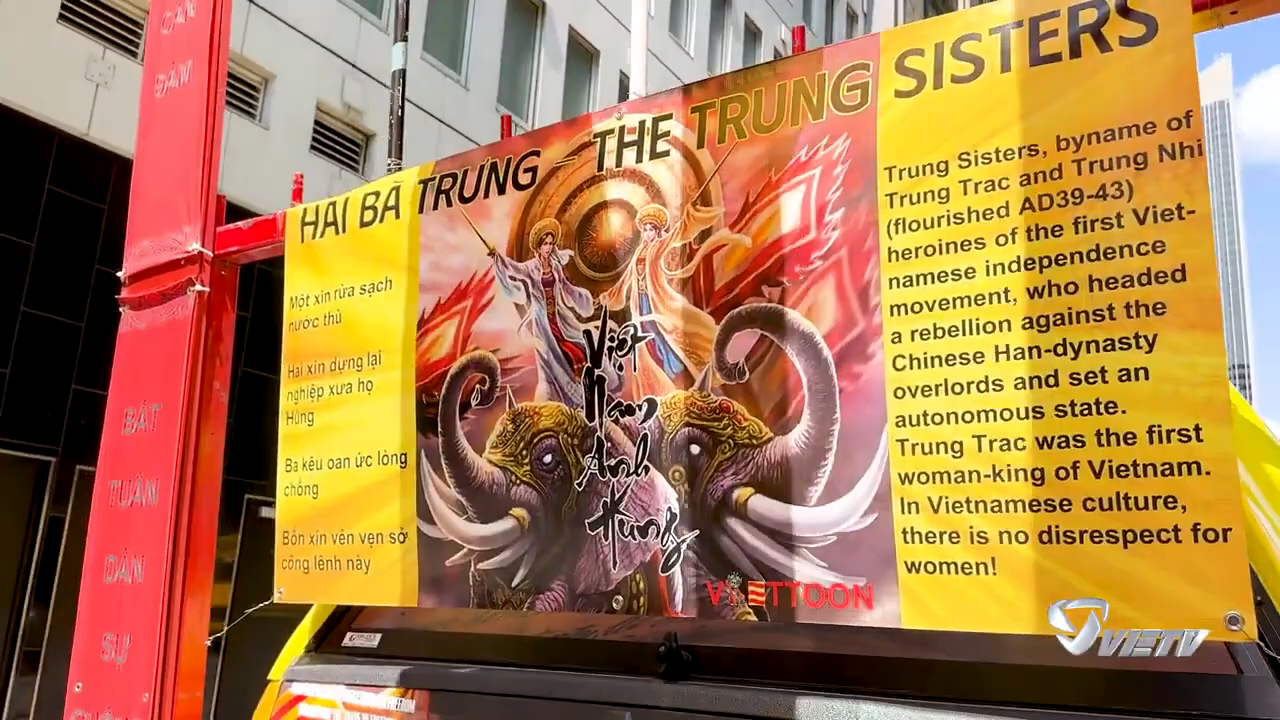 HAI BÀ TRƯNG – THE TRUNG SISTERS
Một xin rửa sạch
nước thù
Hai xin dựng lại
nghiệp xưa họ
Hùng
Ba kêu oan ức lòng
chồng
Bốn xin vẻn vẹn sở
công lênh này
Việt
Nam
Anh
Hùng
VIETTOON
Trung Sisters, byname of
Trung Trac and Trung Nhi
(flourished AD39-43)
heroines of the first Viet-
namese independence
movement, who headed
a rebellion against the
Chinese Han-dynasty
overlords and set an
autonomous state.
Trung Trac was the first
woman-king of Vietnam.
In Vietnamese culture,
there is no disrespect for
women!
BẤT
TUÂN
DÂN
SỰ
VIETV